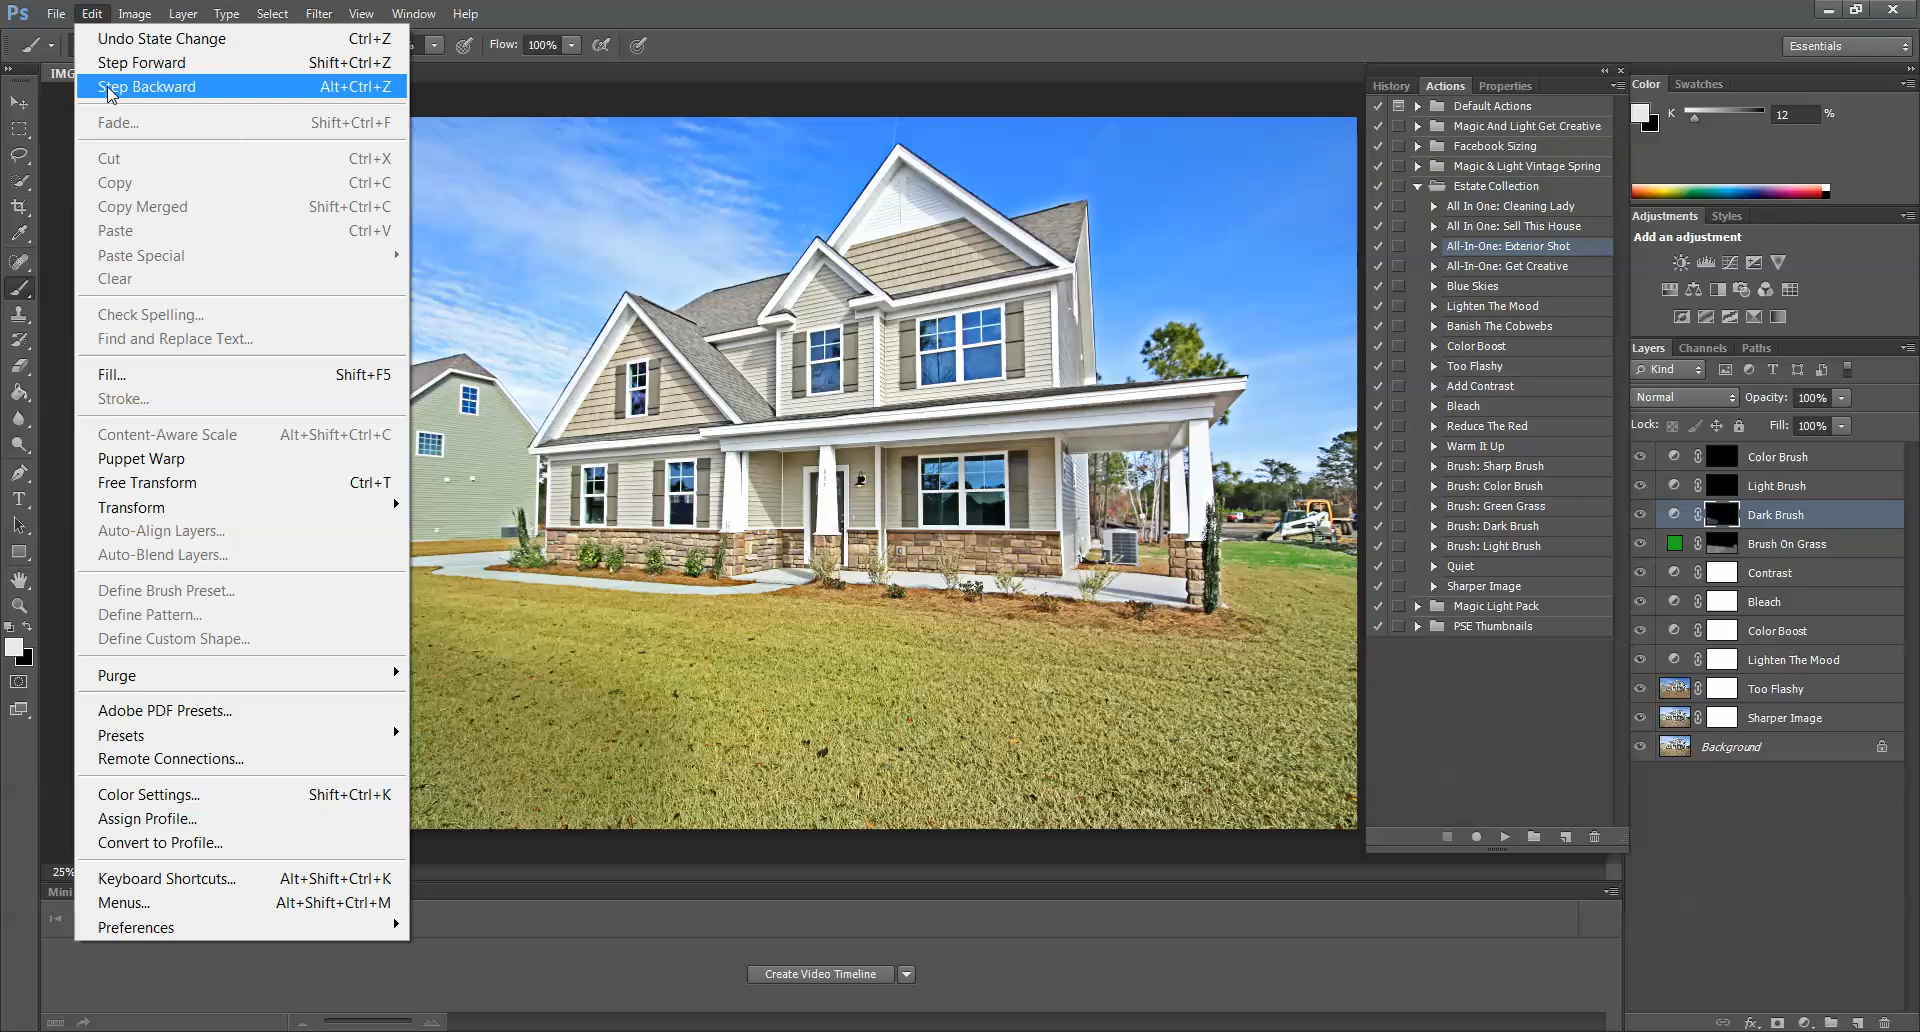 Ps File Edit Image Layer Type Select Filter View Window Help
Flow: 100%
Essentials
IMG
Undo State Change Ctrl+Z
Step Forward Shift+Ctrl+Z
Step Backward Alt+Ctrl+Z
Fade... Shift+Ctrl+F
Cut Ctrl+X
Copy Ctrl+C
Copy Merged Shift+Ctrl+C
Paste Ctrl+V
Paste Special
Clear
Check Spelling...
Find and Replace Text...
Fill... Shift+F5
Stroke...
Content-Aware Scale Alt+Shift+Ctrl+C
Puppet Warp
Free Transform Ctrl+T
Transform
Auto-Align Layers...
Auto-Blend Layers...
Define Brush Preset...
Define Pattern...
Define Custom Shape...
Purge
Adobe PDF Presets...
Presets
Remote Connections...
Color Settings... Shift+Ctrl+K
Assign Profile...
Convert to Profile...
Keyboard Shortcuts... Alt+Shift+Ctrl+K
Menus... Alt+Shift+Ctrl+M
Preferences
25%
Mini
Create Video Timeline
History Actions Properties
Default Actions
Magic And Light Get Creative
Facebook Sizing
Magic & Light Vintage Spring
Estate Collection
All In One: Cleaning Lady
All In One: Sell This House
All-In-One: Exterior Shot
All-In-One: Get Creative
Blue Skies
Lighten The Mood
Banish The Cobwebs
Color Boost
Too Flashy
Add Contrast
Bleach
Reduce The Red
Warm It Up
Brush: Sharp Brush
Brush: Color Brush
Brush: Green Grass
Brush: Dark Brush
Brush: Light Brush
Quiet
Sharper Image
Magic Light Pack
PSE Thumbnails
Color Swatches
K 12 %
Adjustments Styles
Add an adjustment
Layers Channels Paths
Kind
Normal Opacity: 100%
Lock: Fill: 100%
Color Brush
Light Brush
Dark Brush
Brush On Grass
Contrast
Bleach
Color Boost
Lighten The Mood
Too Flashy
Sharper Image
Background